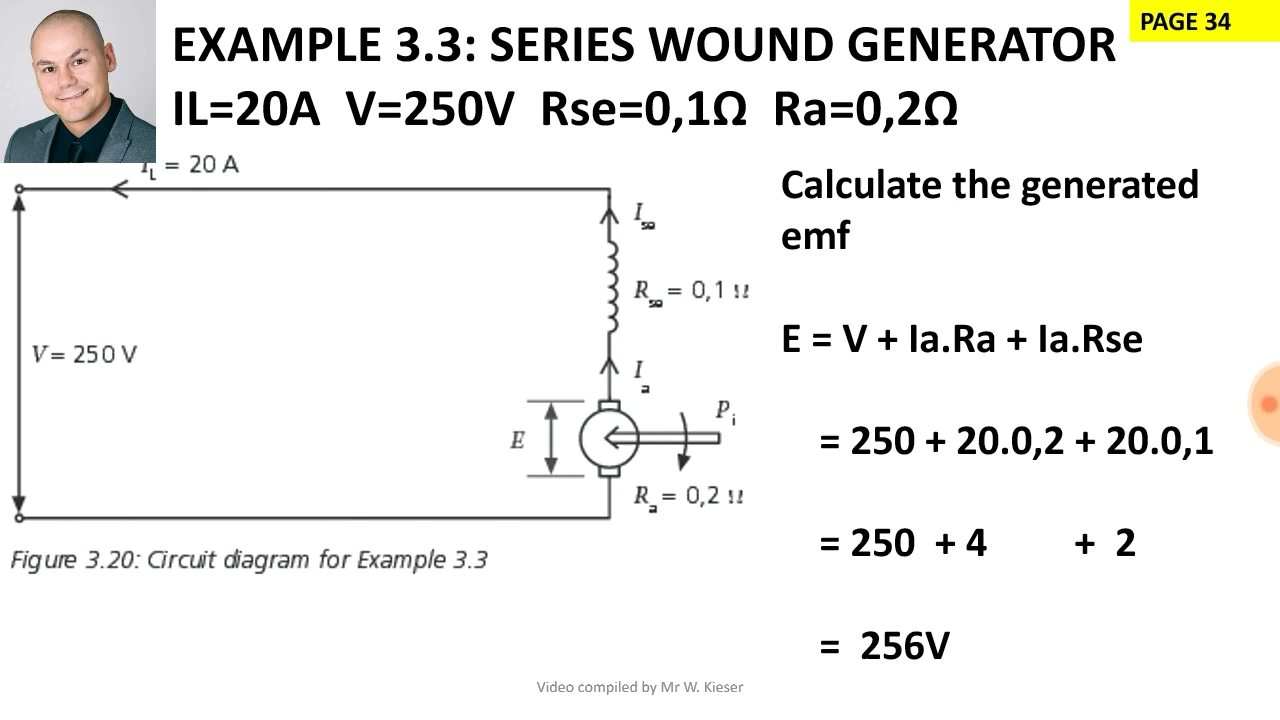 PAGE 34
EXAMPLE 3.3: SERIES WOUND GENERATOR
IL=20A V=250V Rse=0,1Ω Ra=0,2Ω
I_L = 20 A
I_se
R_se = 0,1 Ω
V = 250 V
I_a
P_i
E
R_a = 0,2 Ω
Figure 3.20: Circuit diagram for Example 3.3
Calculate the generated
emf
E = V + Ia.Ra + Ia.Rse
= 250 + 20.0,2 + 20.0,1
= 250 + 4 + 2
= 256V
Video compiled by Mr W. Kieser